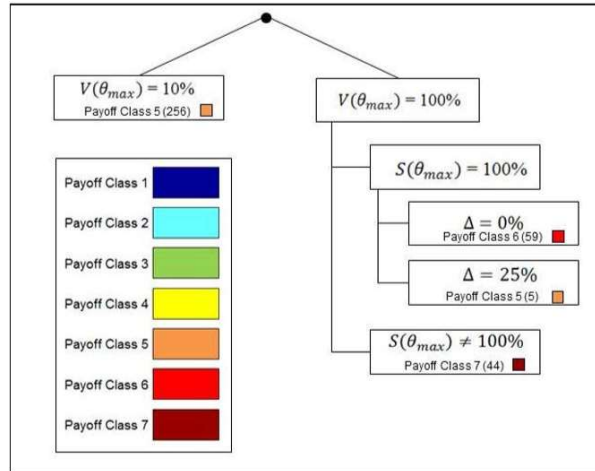 V(θmax) = 10%
Payoff Class 5 (256)
V(θmax) = 100%
S(θmax) = 100%
Δ = 0%
Payoff Class 6 (59)
Δ = 25%
Payoff Class 5 (5)
S(θmax) ≠ 100%
Payoff Class 7 (44)
Payoff Class 1
Payoff Class 2
Payoff Class 3
Payoff Class 4
Payoff Class 5
Payoff Class 6
Payoff Class 7